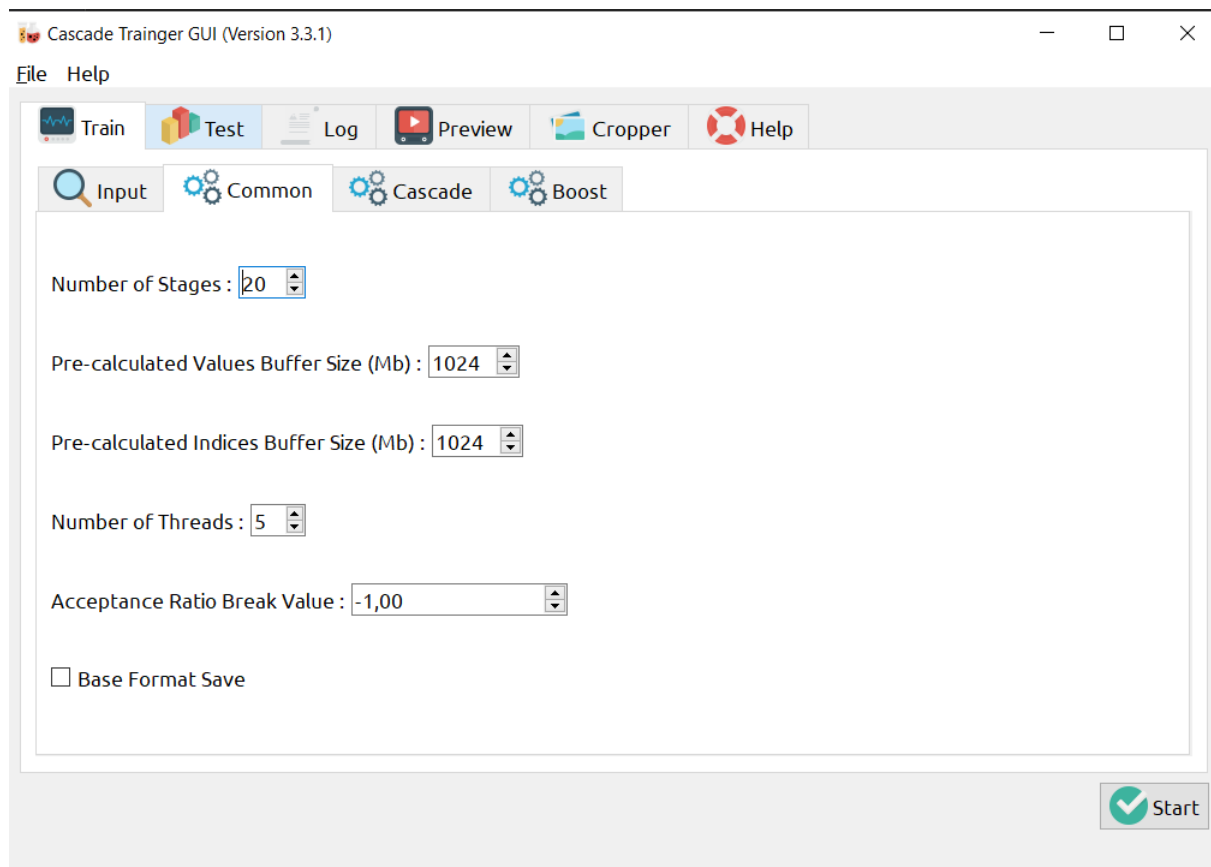 Cascade Trainger GUI (Version 3.3.1)
File Help
Train Test Log Preview Cropper Help
Input Common Cascade Boost
Number of Stages : 20
Pre-calculated Values Buffer Size (Mb) : 1024
Pre-calculated Indices Buffer Size (Mb) : 1024
Number of Threads : 5
Acceptance Ratio Break Value : -1,00
Base Format Save
Start